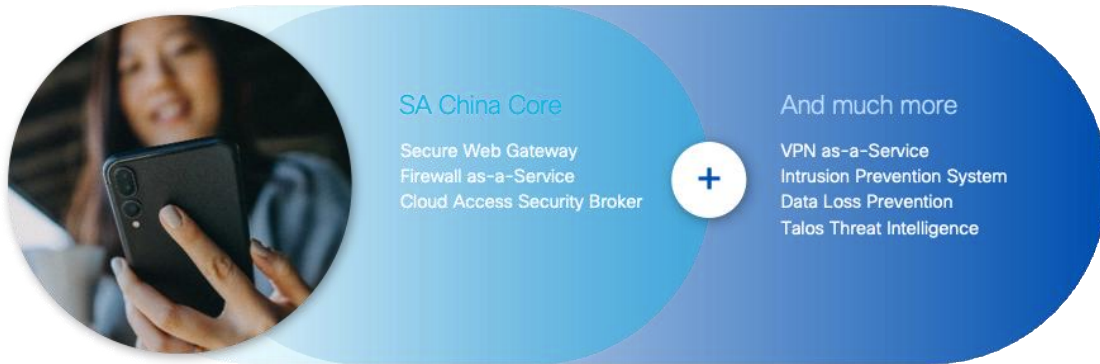 SA China Core
Secure Web Gateway
Firewall as-a-Service
Cloud Access Security Broker
+
And much more
VPN as-a-Service
Intrusion Prevention System
Data Loss Prevention
Talos Threat Intelligence